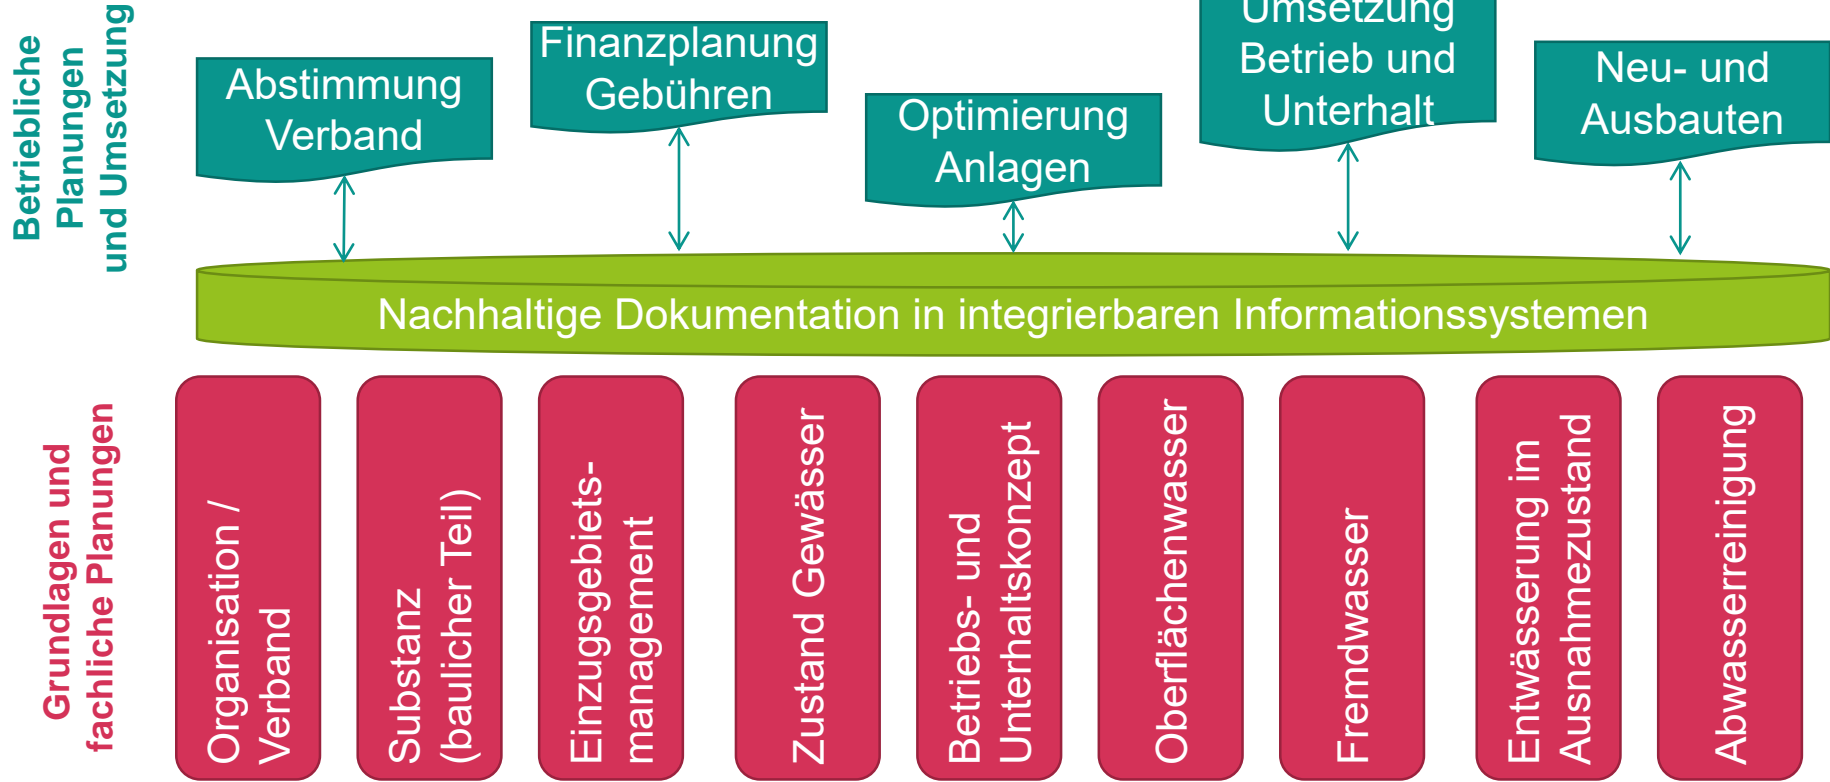 Betriebliche
Planungen
und Umsetzung
Abstimmung
Verband
Finanzplanung
Gebühren
Optimierung
Anlagen
Umsetzung
Betrieb und
Unterhalt
Neu- und
Ausbauten
Nachhaltige Dokumentation in integrierbaren Informationssystemen
Grundlagen und
fachliche Planungen
Organisation /
Verband
Substanz
(baulicher Teil)
Einzugsgebiets-
management
Zustand Gewässer
Betriebs- und
Unterhaltskonzept
Oberflächenwasser
Fremdwasser
Entwässerung im
Ausnahmezustand
Abwasserreinigung